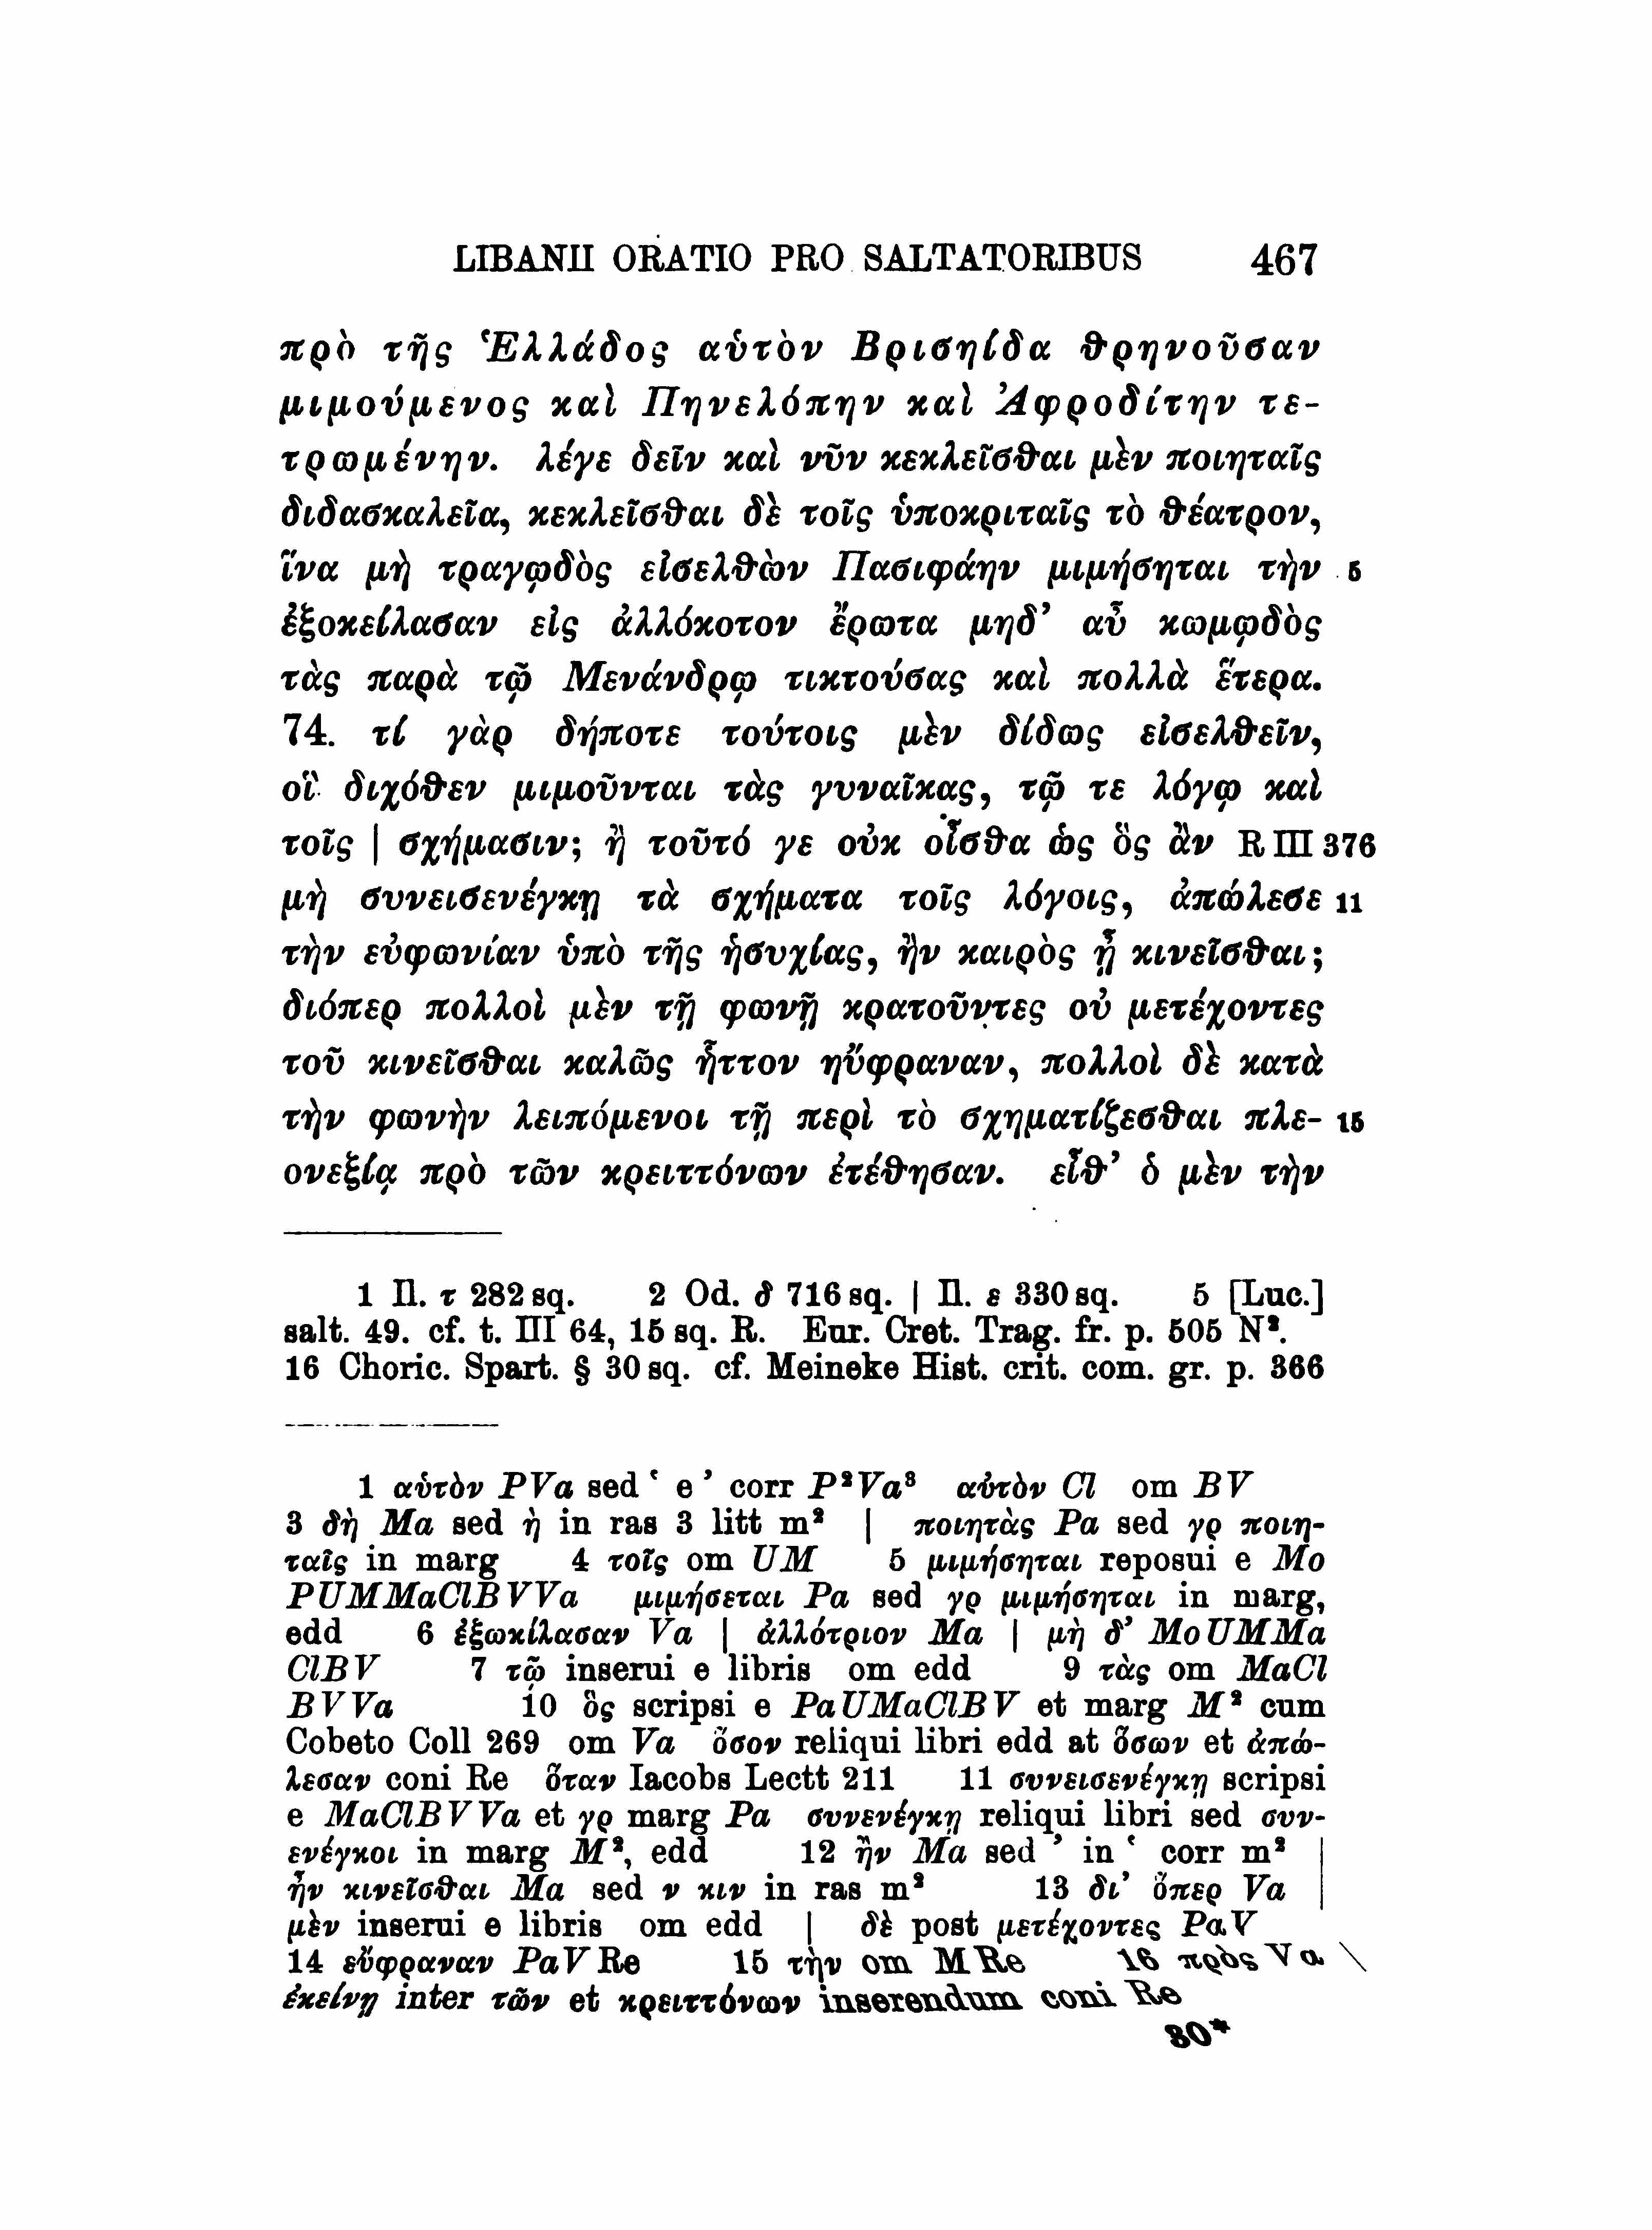 LIBANII ORATIO PRO SALTATORIBUS 467
πρὸ τῆς Ἑλλάδος αὑτὸν Βρισηΐδα θρηνοῦσαν
μιμούμενος καὶ Πηνελόπην καὶ Ἀφροδίτην τε-
τρωμένην. λέγε δεῖν καὶ νῦν κεκλεῖσθαι μὲν ποιηταῖς
διδασκαλεῖα, κεκλεῖσθαι δὲ τοῖς ὑποκριταῖς τὸ θέατρον,
ἵνα μὴ τραγῳδὸς εἰσελθὼν Πασιφάην μιμήσηται τὴν 5
ἐξοκείλασαν εἰς ἀλλόκοτον ἔρωτα μηδ’ αὖ κωμῳδὸς
τὰς παρὰ τῷ Μενάνδρῳ τικτούσας καὶ πολλὰ ἕτερα.
74. τί γὰρ δήποτε τούτοις μὲν δίδως εἰσελθεῖν,
οἳ διχόθεν μιμοῦνται τὰς γυναῖκας, τῷ τε λόγῳ καὶ
τοῖς | σχήμασιν; ἢ τοῦτό γε οὐκ οἶσθα ὡς ὃς ἂν R III 376
μὴ συνεισενέγκῃ τὰ σχήματα τοῖς λόγοις, ἀπώλεσε 11
τὴν εὐφωνίαν ὑπὸ τῆς ἡσυχίας, ἢν καιρὸς ᾖ κινεῖσθαι;
διόπερ πολλοὶ μὲν τῇ φωνῇ κρατοῦντες οὐ μετέχοντες
τοῦ κινεῖσθαι καλῶς ἧττον ηὔφραναν, πολλοὶ δὲ κατὰ
τὴν φωνὴν λειπόμενοι τῇ περὶ τὸ σχηματίζεσθαι πλε- 15
ονεξίᾳ πρὸ τῶν κρειττόνων ἐτέθησαν. εἶθ’ ὁ μὲν τὴν
1 Il. τ 282 sq. 2 Od. δ 716 sq. | Il. ε 330 sq. 5 [Luc.]
salt. 49. cf. t. III 64, 15 sq. R. Eur. Cret. Trag. fr. p. 505 N².
16 Choric. Spart. § 30 sq. cf. Meineke Hist. crit. com. gr. p. 366
1 αὑτὸν PVa sed ‘ e ’ corr P²Va³ αὐτὸν Cl om BV
3 δὴ Ma sed ὴ in ras 3 litt m² | ποιητὰς Pa sed γρ ποιη-
ταῖς in marg 4 τοῖς om UM 5 μιμήσηται reposui e Mo
PUMMaClBVVa μιμήσεται Pa sed γρ μιμήσηται in marg,
edd 6 ἐξωκίλασαν Va | ἀλλότριον Ma | μὴ δ’ MoUMMa
ClBV 7 τῷ inserui e libris om edd 9 τὰς om MaCl
BVVa 10 ὃς scripsi e PaUMaClBV et marg M² cum
Cobeto Coll 269 om Va ὅσον reliqui libri edd at ὅσων et ἀπώ-
λεσαν coni Re ὅταν Iacobs Lectt 211 11 συνεισενέγκῃ scripsi
e MaClBVVa et γρ marg Pa συνενέγκῃ reliqui libri sed συν-
ενέγκοι in marg M², edd 12 ἣν Ma sed ’ in ‘ corr m² |
ἦν κινεῖσθαι Ma sed ν κιν in ras m² 13 δι’ ὅπερ Va |
μὲν inserui e libris om edd | δὲ post μετέχοντες PaV
14 εὔφραναν PaV Re 15 τὴν om M Re 16 πρὸς Va
ἐκείνῃ inter τῶν et κρειττόνων inserendum coni Re
30*